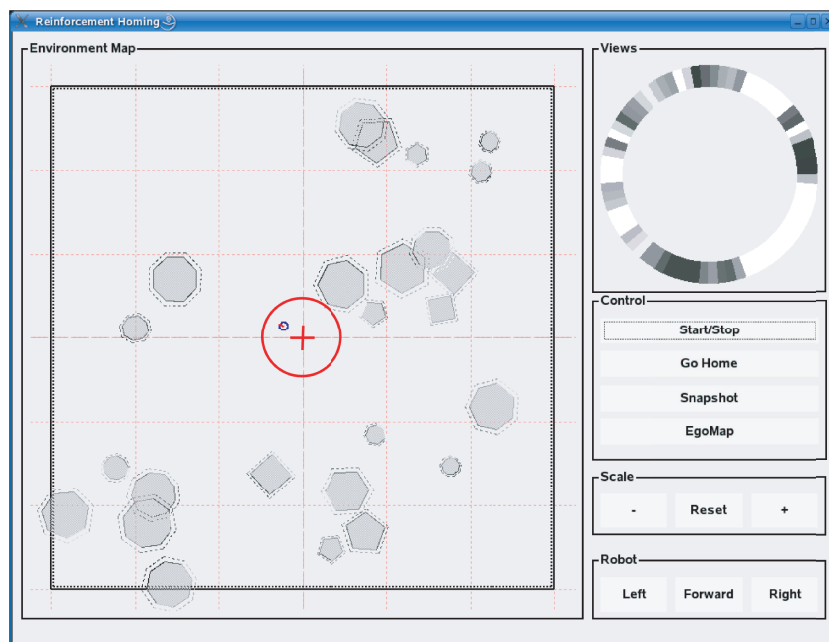 Reinforcement Homing
Environment Map
Views
Control
Start/Stop
Go Home
Snapshot
EgoMap
Scale
- Reset +
Robot
Left Forward Right